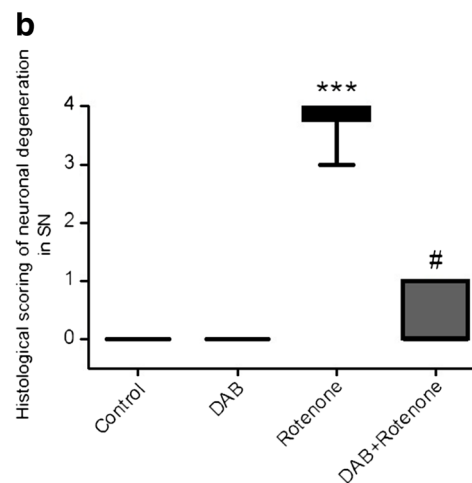 b
Histological scoring of neuronal degeneration
in SN
4
3
2
1
0
***
#
Control
DAB
Rotenone
DAB+Rotenone